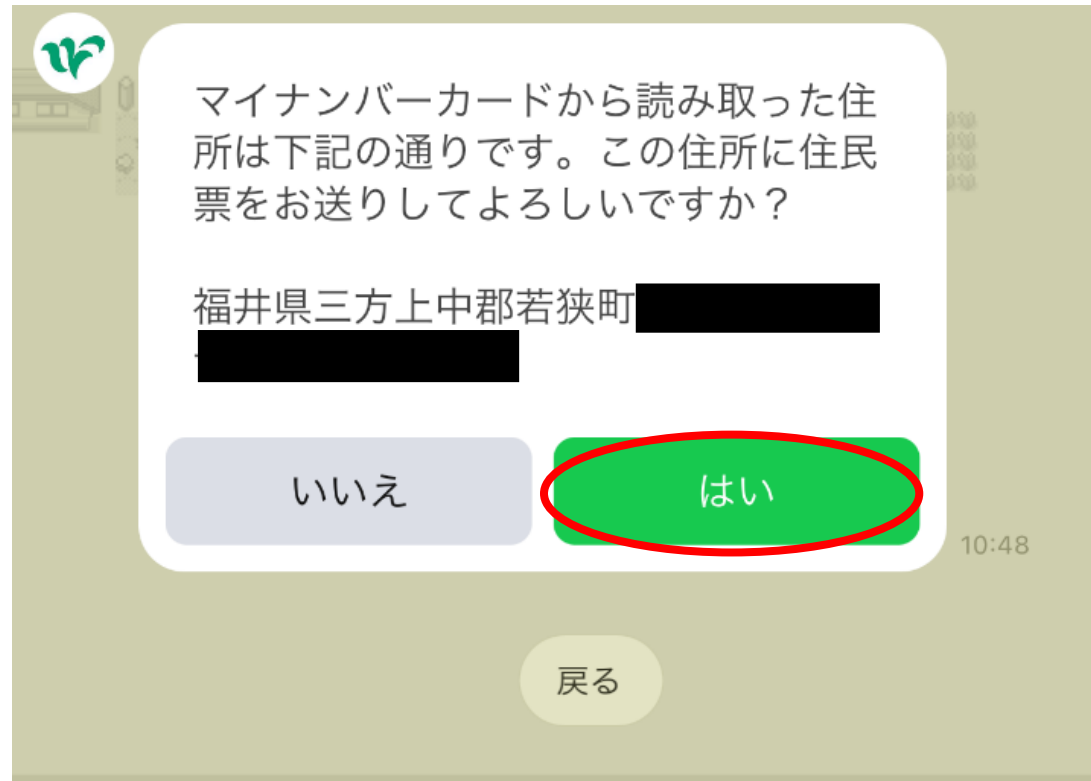 マイナンバーカードから読み取った住
所は下記の通りです。この住所に住民
票をお送りしてよろしいですか？
福井県三方上中郡若狭町
いいえ
はい
10:48
戻る